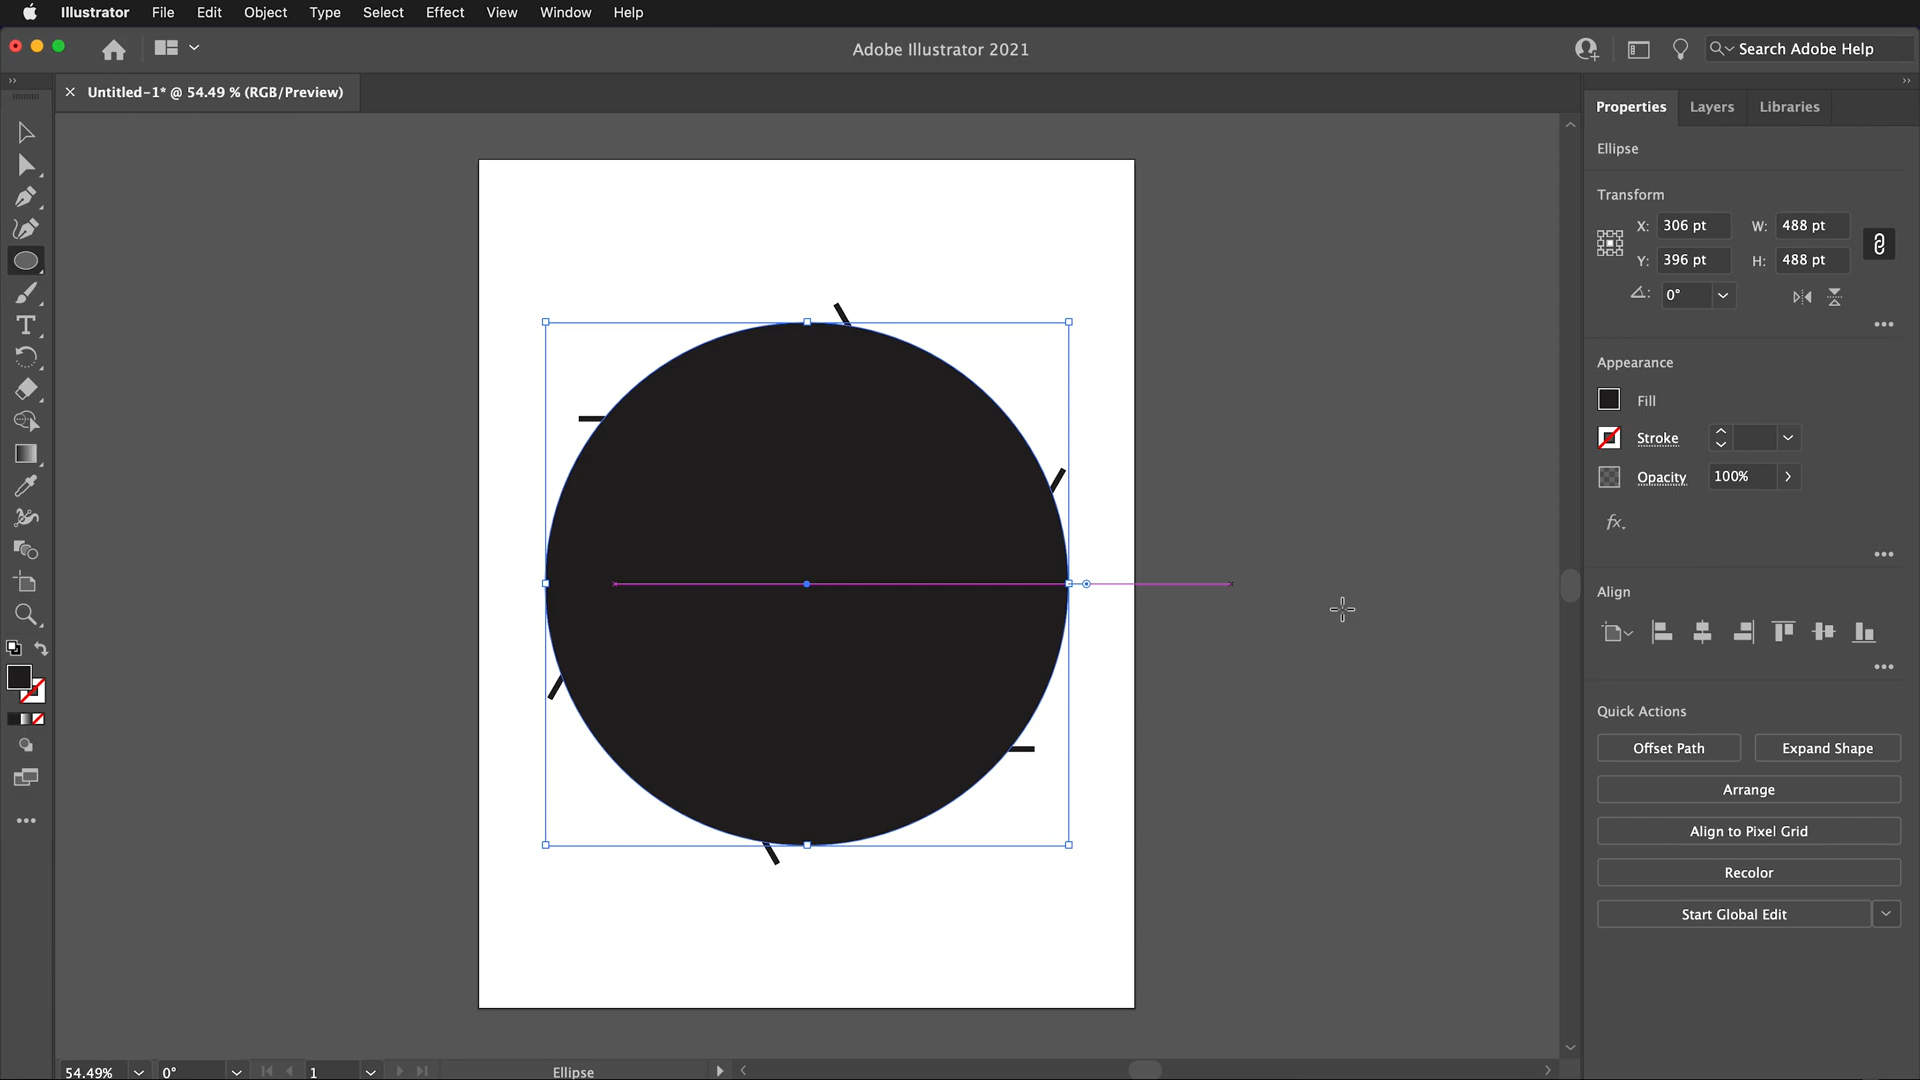 Illustrator File Edit Object Type Select Effect View Window Help
Adobe Illustrator 2021
Search Adobe Help
Untitled-1* @ 54.49 % (RGB/Preview)
Properties Layers Libraries
Ellipse
Transform
X: 306 pt W: 488 pt
Y: 396 pt H: 488 pt
0°
Appearance
Fill
Stroke
Opacity 100%
fx
Align
Quick Actions
Offset Path Expand Shape
Arrange
Align to Pixel Grid
Recolor
Start Global Edit
54.49% 0° 1 Ellipse